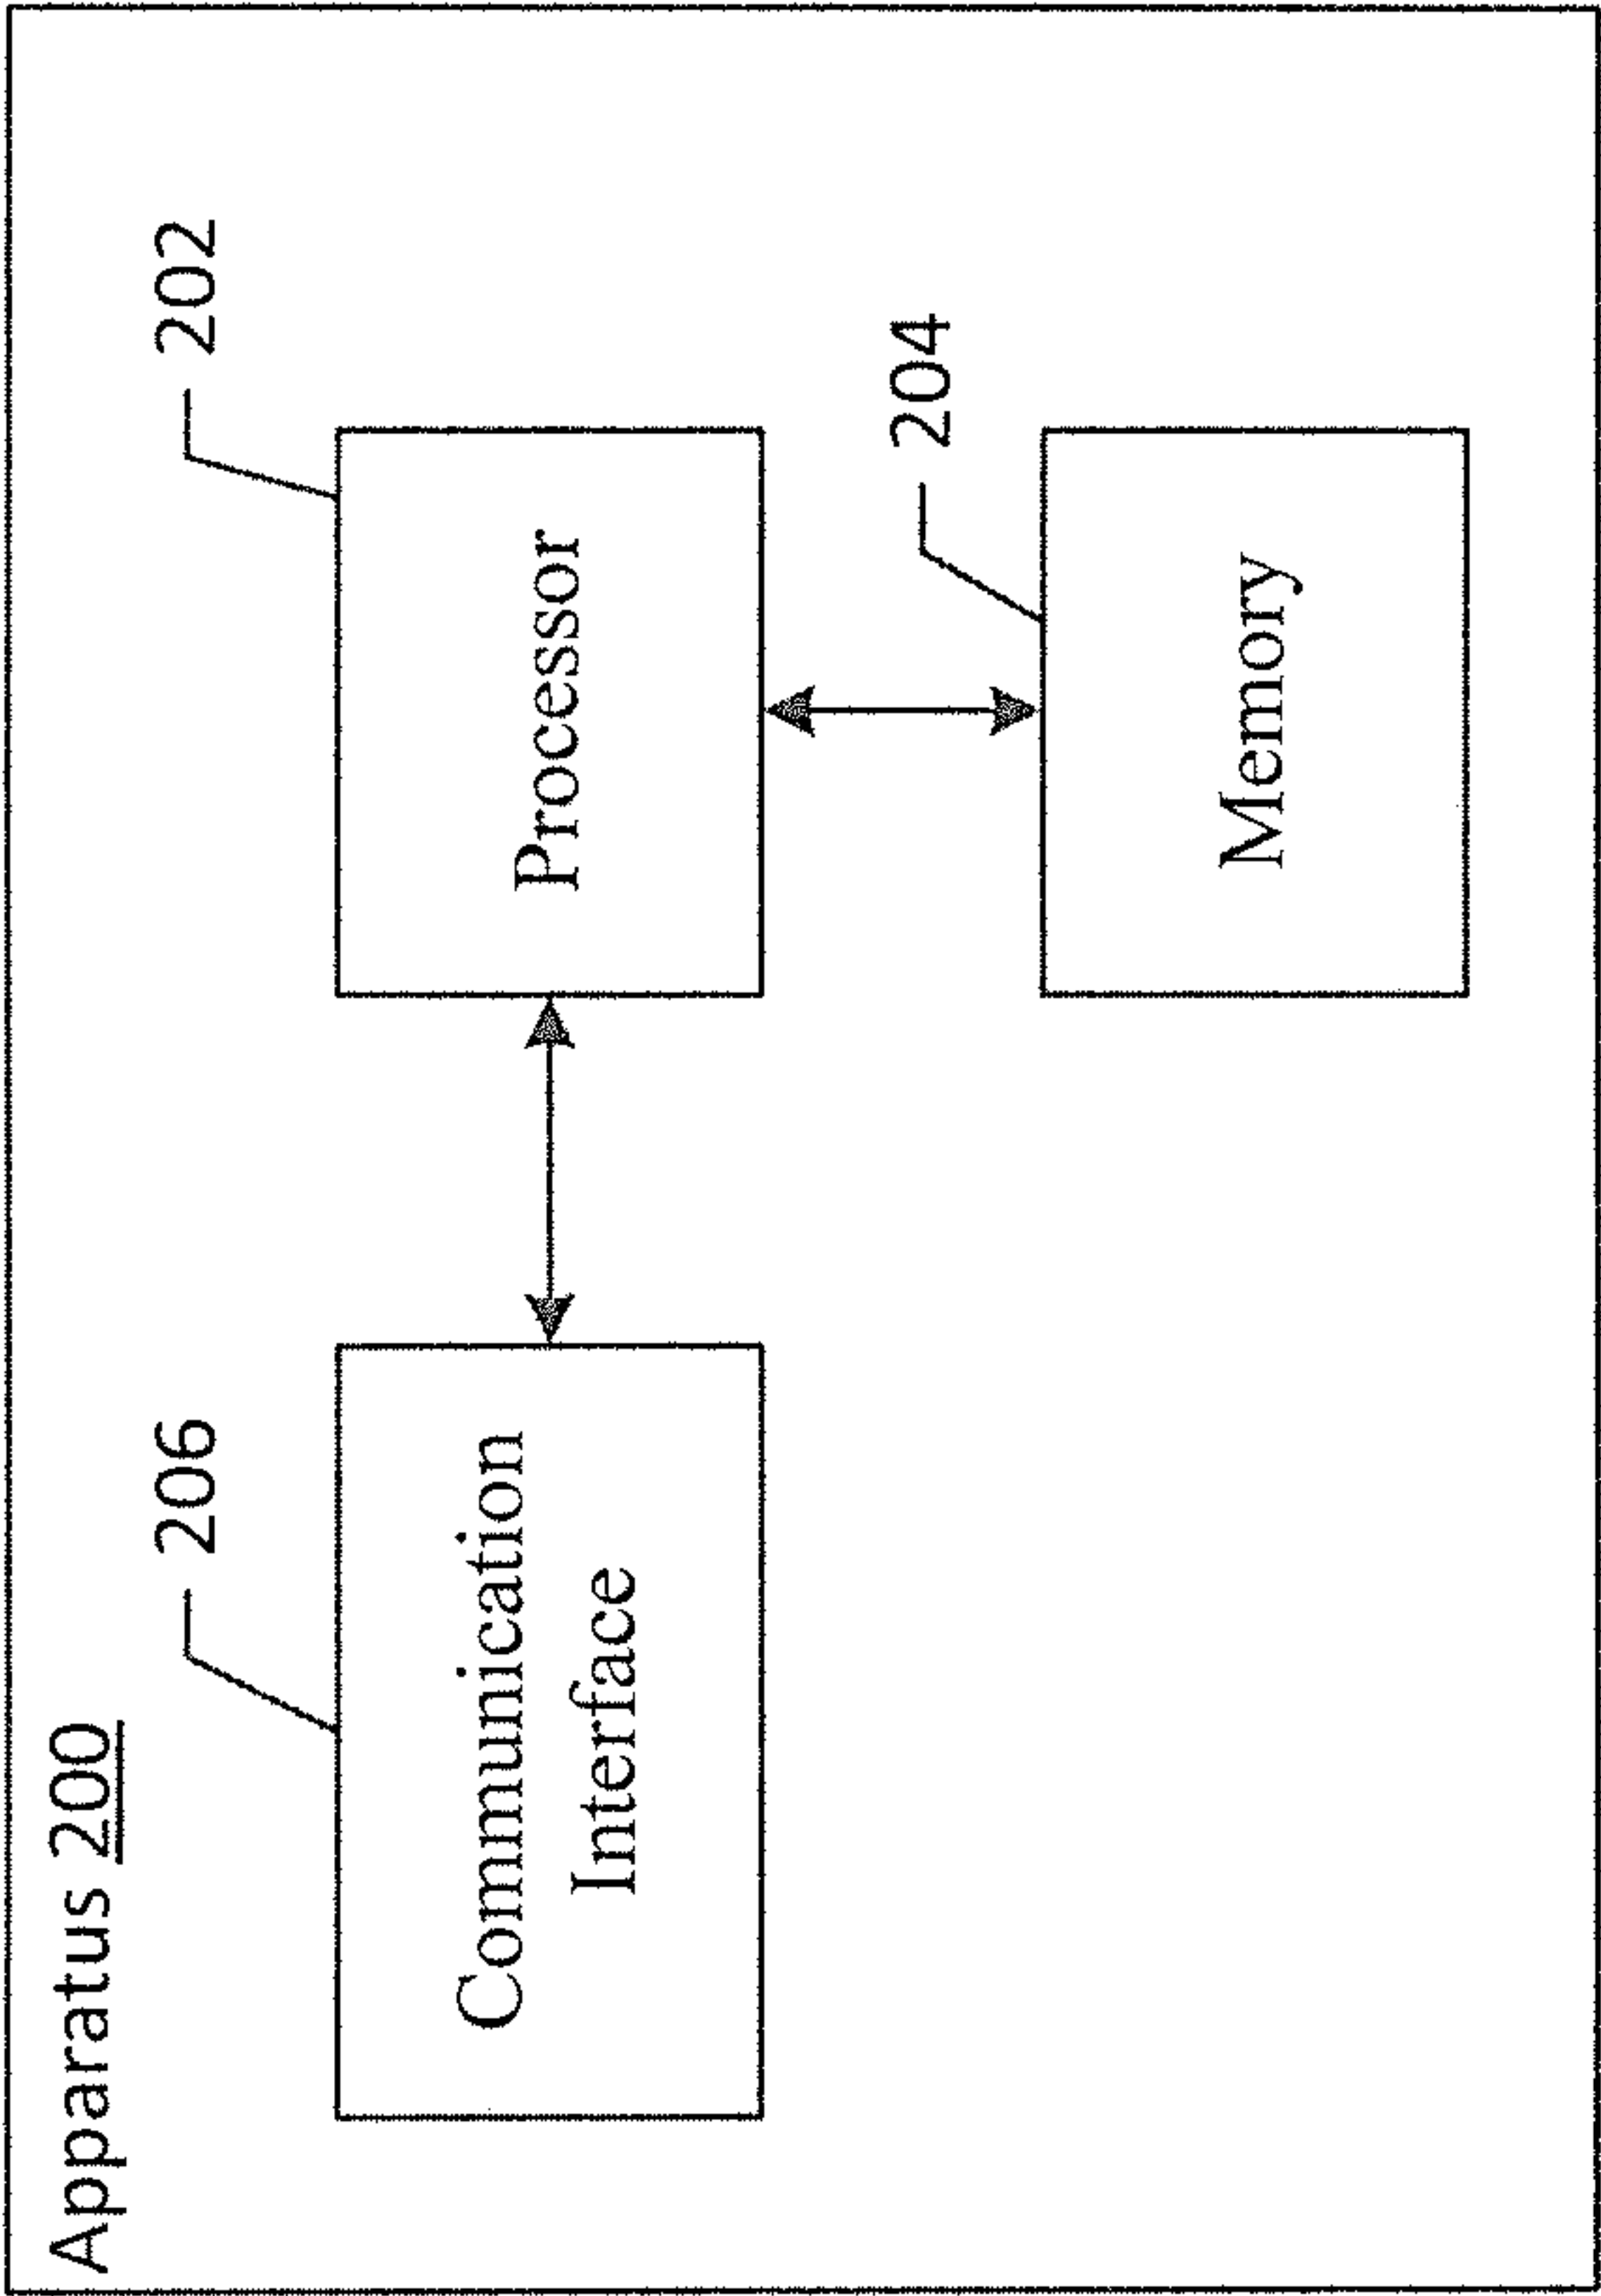 Apparatus 200
206
202
Communication
Interface
Processor
204
Memory